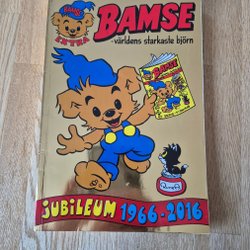 EXTRA
BAMSE
världens starkaste björn
BAMSE
JUBILEUM 1966-2016